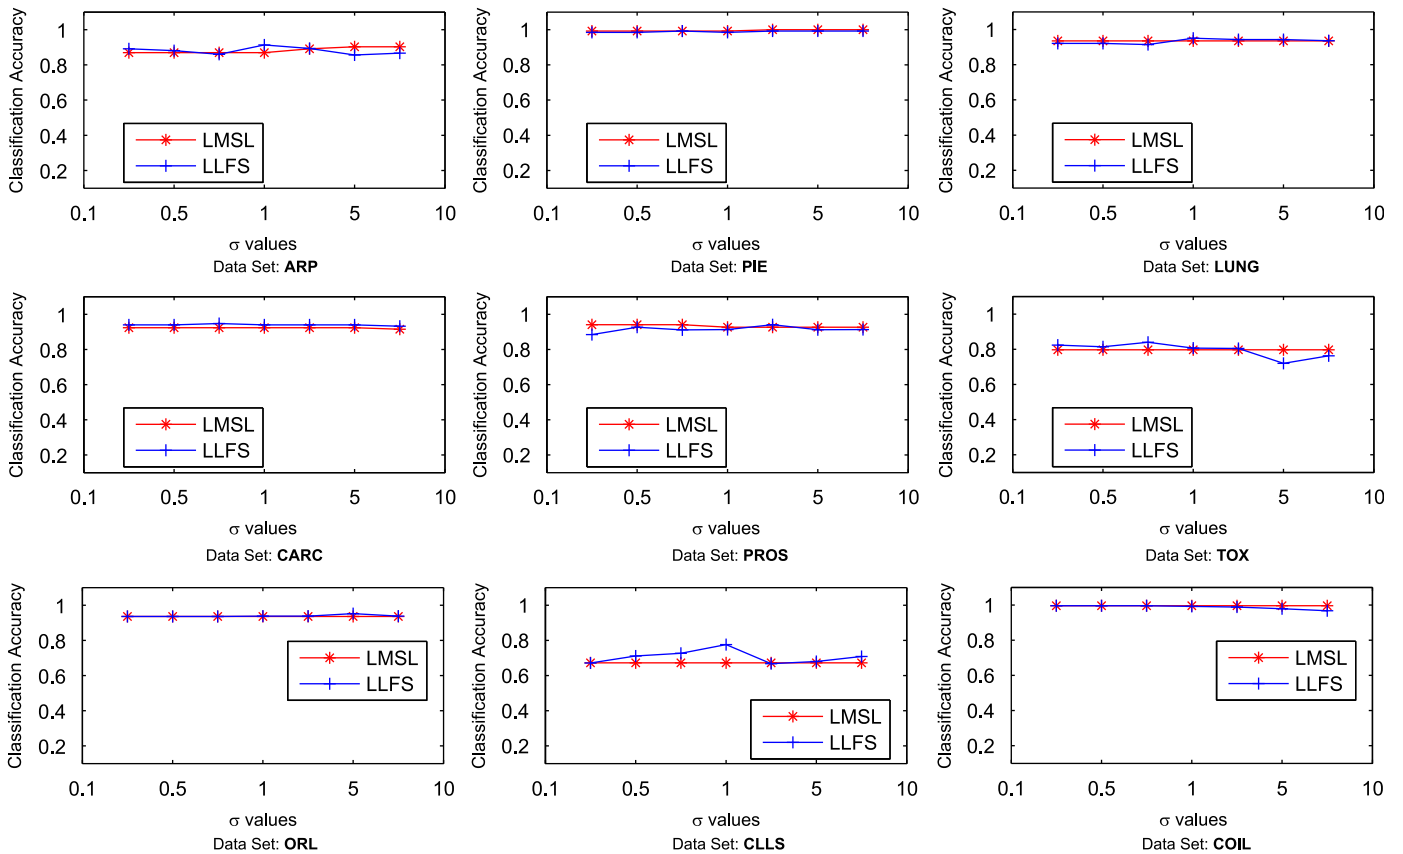 Classification Accuracy
1
0.8
0.6
0.4
0.2
LMSL
LLFS
0.1 0.5 1 5 10
σ values
Data Set: ARP
Classification Accuracy
1
0.8
0.6
0.4
0.2
LMSL
LLFS
0.1 0.5 1 5 10
σ values
Data Set: PIE
Classification Accuracy
1
0.8
0.6
0.4
0.2
LMSL
LLFS
0.1 0.5 1 5 10
σ values
Data Set: LUNG
Classification Accuracy
1
0.8
0.6
0.4
0.2
LMSL
LLFS
0.1 0.5 1 5 10
σ values
Data Set: CARC
Classification Accuracy
1
0.8
0.6
0.4
0.2
LMSL
LLFS
0.1 0.5 1 5 10
σ values
Data Set: PROS
Classification Accuracy
1
0.8
0.6
0.4
0.2
LMSL
LLFS
0.1 0.5 1 5 10
σ values
Data Set: TOX
Classification Accuracy
1
0.8
0.6
0.4
0.2
LMSL
LLFS
0.1 0.5 1 5 10
σ values
Data Set: ORL
Classification Accuracy
1
0.8
0.6
0.4
0.2
LMSL
LLFS
0.1 0.5 1 5 10
σ values
Data Set: CLLS
Classification Accuracy
1
0.8
0.6
0.4
0.2
LMSL
LLFS
0.1 0.5 1 5 10
σ values
Data Set: COIL